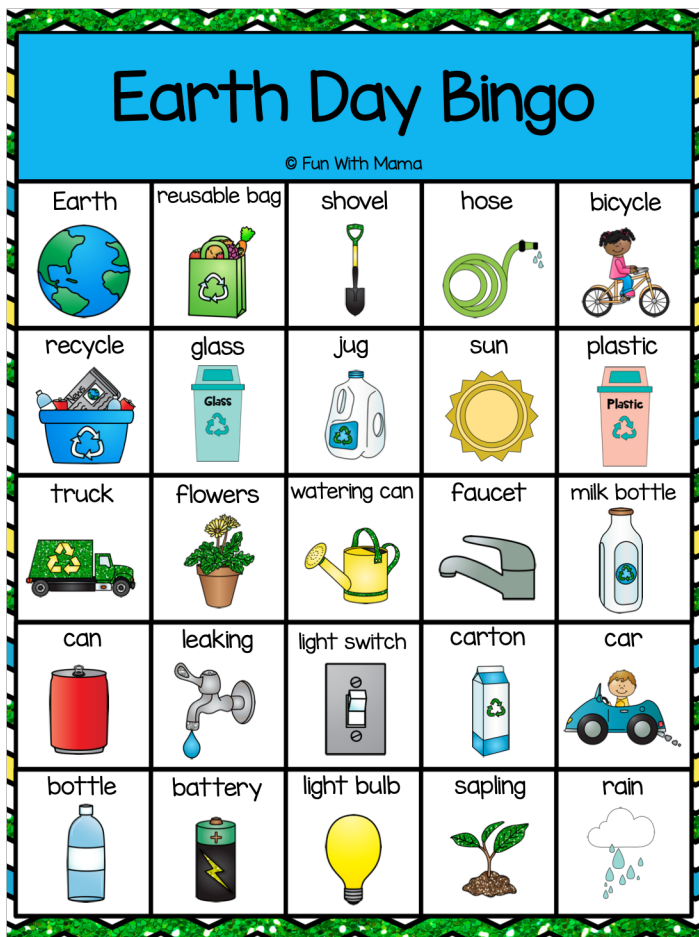 Earth Day Bingo
© Fun With Mama
Earth
reusable bag
shovel
hose
bicycle
recycle
glass
jug
sun
plastic
News
Glass
Plastic
truck
flowers
watering can
faucet
milk bottle
can
leaking
light switch
carton
car
bottle
battery
light bulb
sapling
rain
+